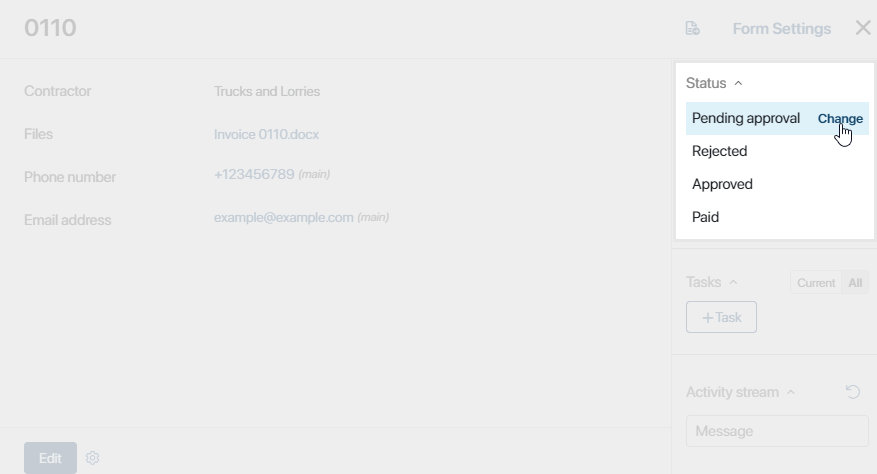 0110
Form Settings
Contractor
Trucks and Lorries
Files
Invoice 0110.docx
Phone number
+123456789 (main)
Email address
example@example.com (main)
Edit
Status
Pending approval
Change
Rejected
Approved
Paid
Tasks
Current
All
+Task
Activity stream
Message